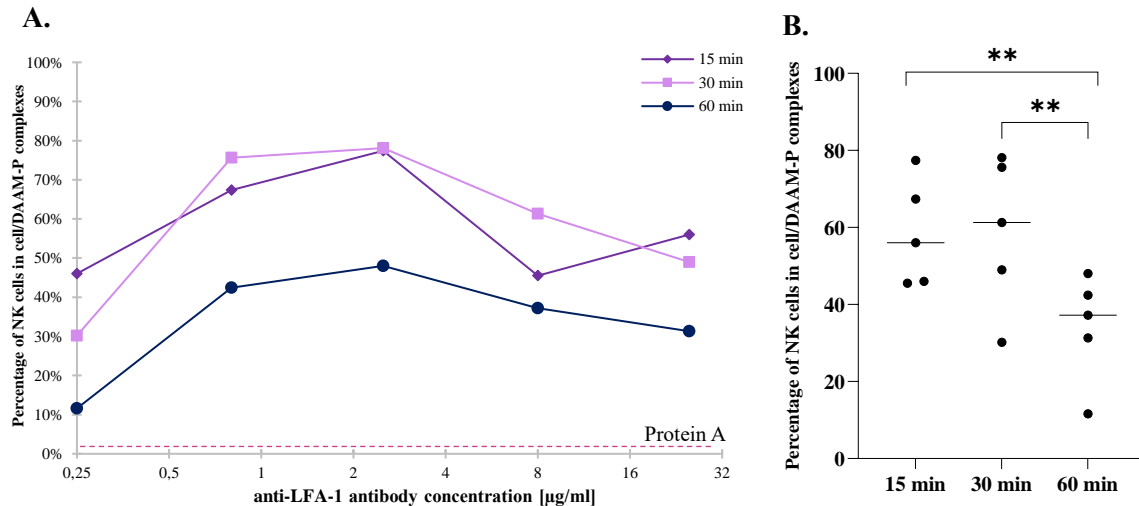 A.
Percentage of NK cells in cell/DAAM-P complexes
100%
90%
80%
70%
60%
50%
40%
30%
20%
10%
0%
0,25
0,5
1
2
4
8
16
32
anti-LFA-1 antibody concentration [µg/ml]
15 min
30 min
60 min
Protein A
B.
Percentage of NK cells in cell/DAAM-P complexes
100
80
60
40
20
0
**
**
15 min
30 min
60 min